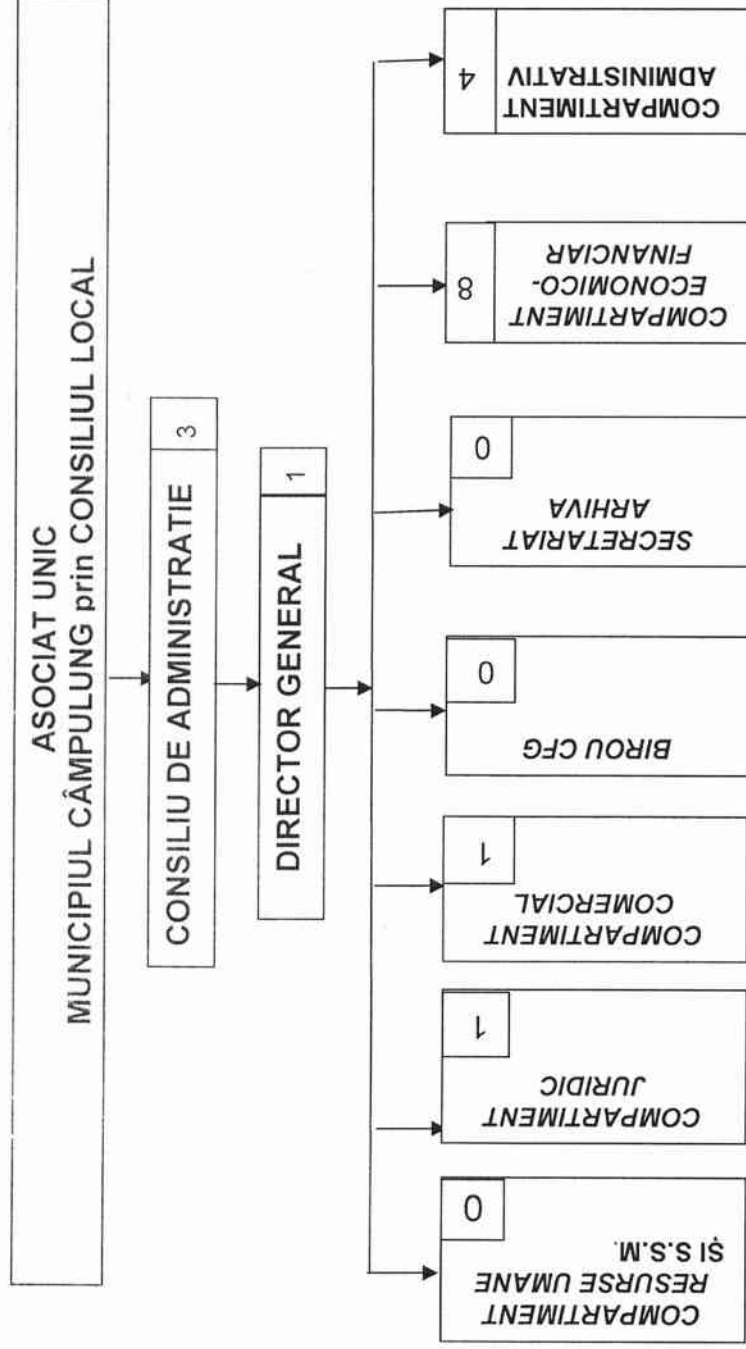 ASOCIAT UNIC
MUNICIPIUL CÂMPULUNG prin CONSILIUL LOCAL
CONSILIU DE ADMINISTRATIE
3
DIRECTOR GENERAL
1
COMPARTIMENT
RESURSE UMANE
ȘI S.S.M.
0
COMPARTIMENT
JURIDIC
1
COMPARTIMENT
COMERCIAL
1
BIROU CFG
0
SECRETARIAT
ARHIVA
0
COMPARTIMENT
ECONOMICO-
FINANCIAR
8
COMPARTIMENT
ADMINISTRATIV
4